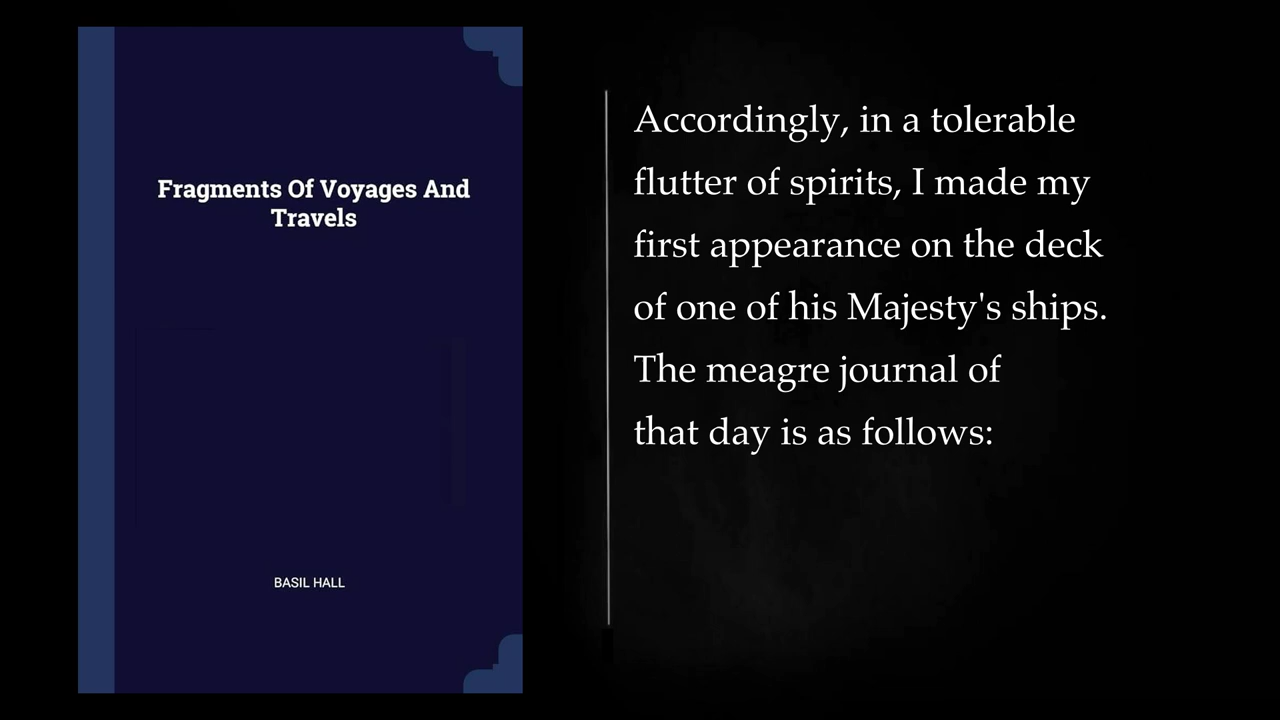 Fragments Of Voyages And
Travels
BASIL HALL
Accordingly, in a tolerable
flutter of spirits, I made my
first appearance on the deck
of one of his Majesty's ships.
The meagre journal of
that day is as follows: